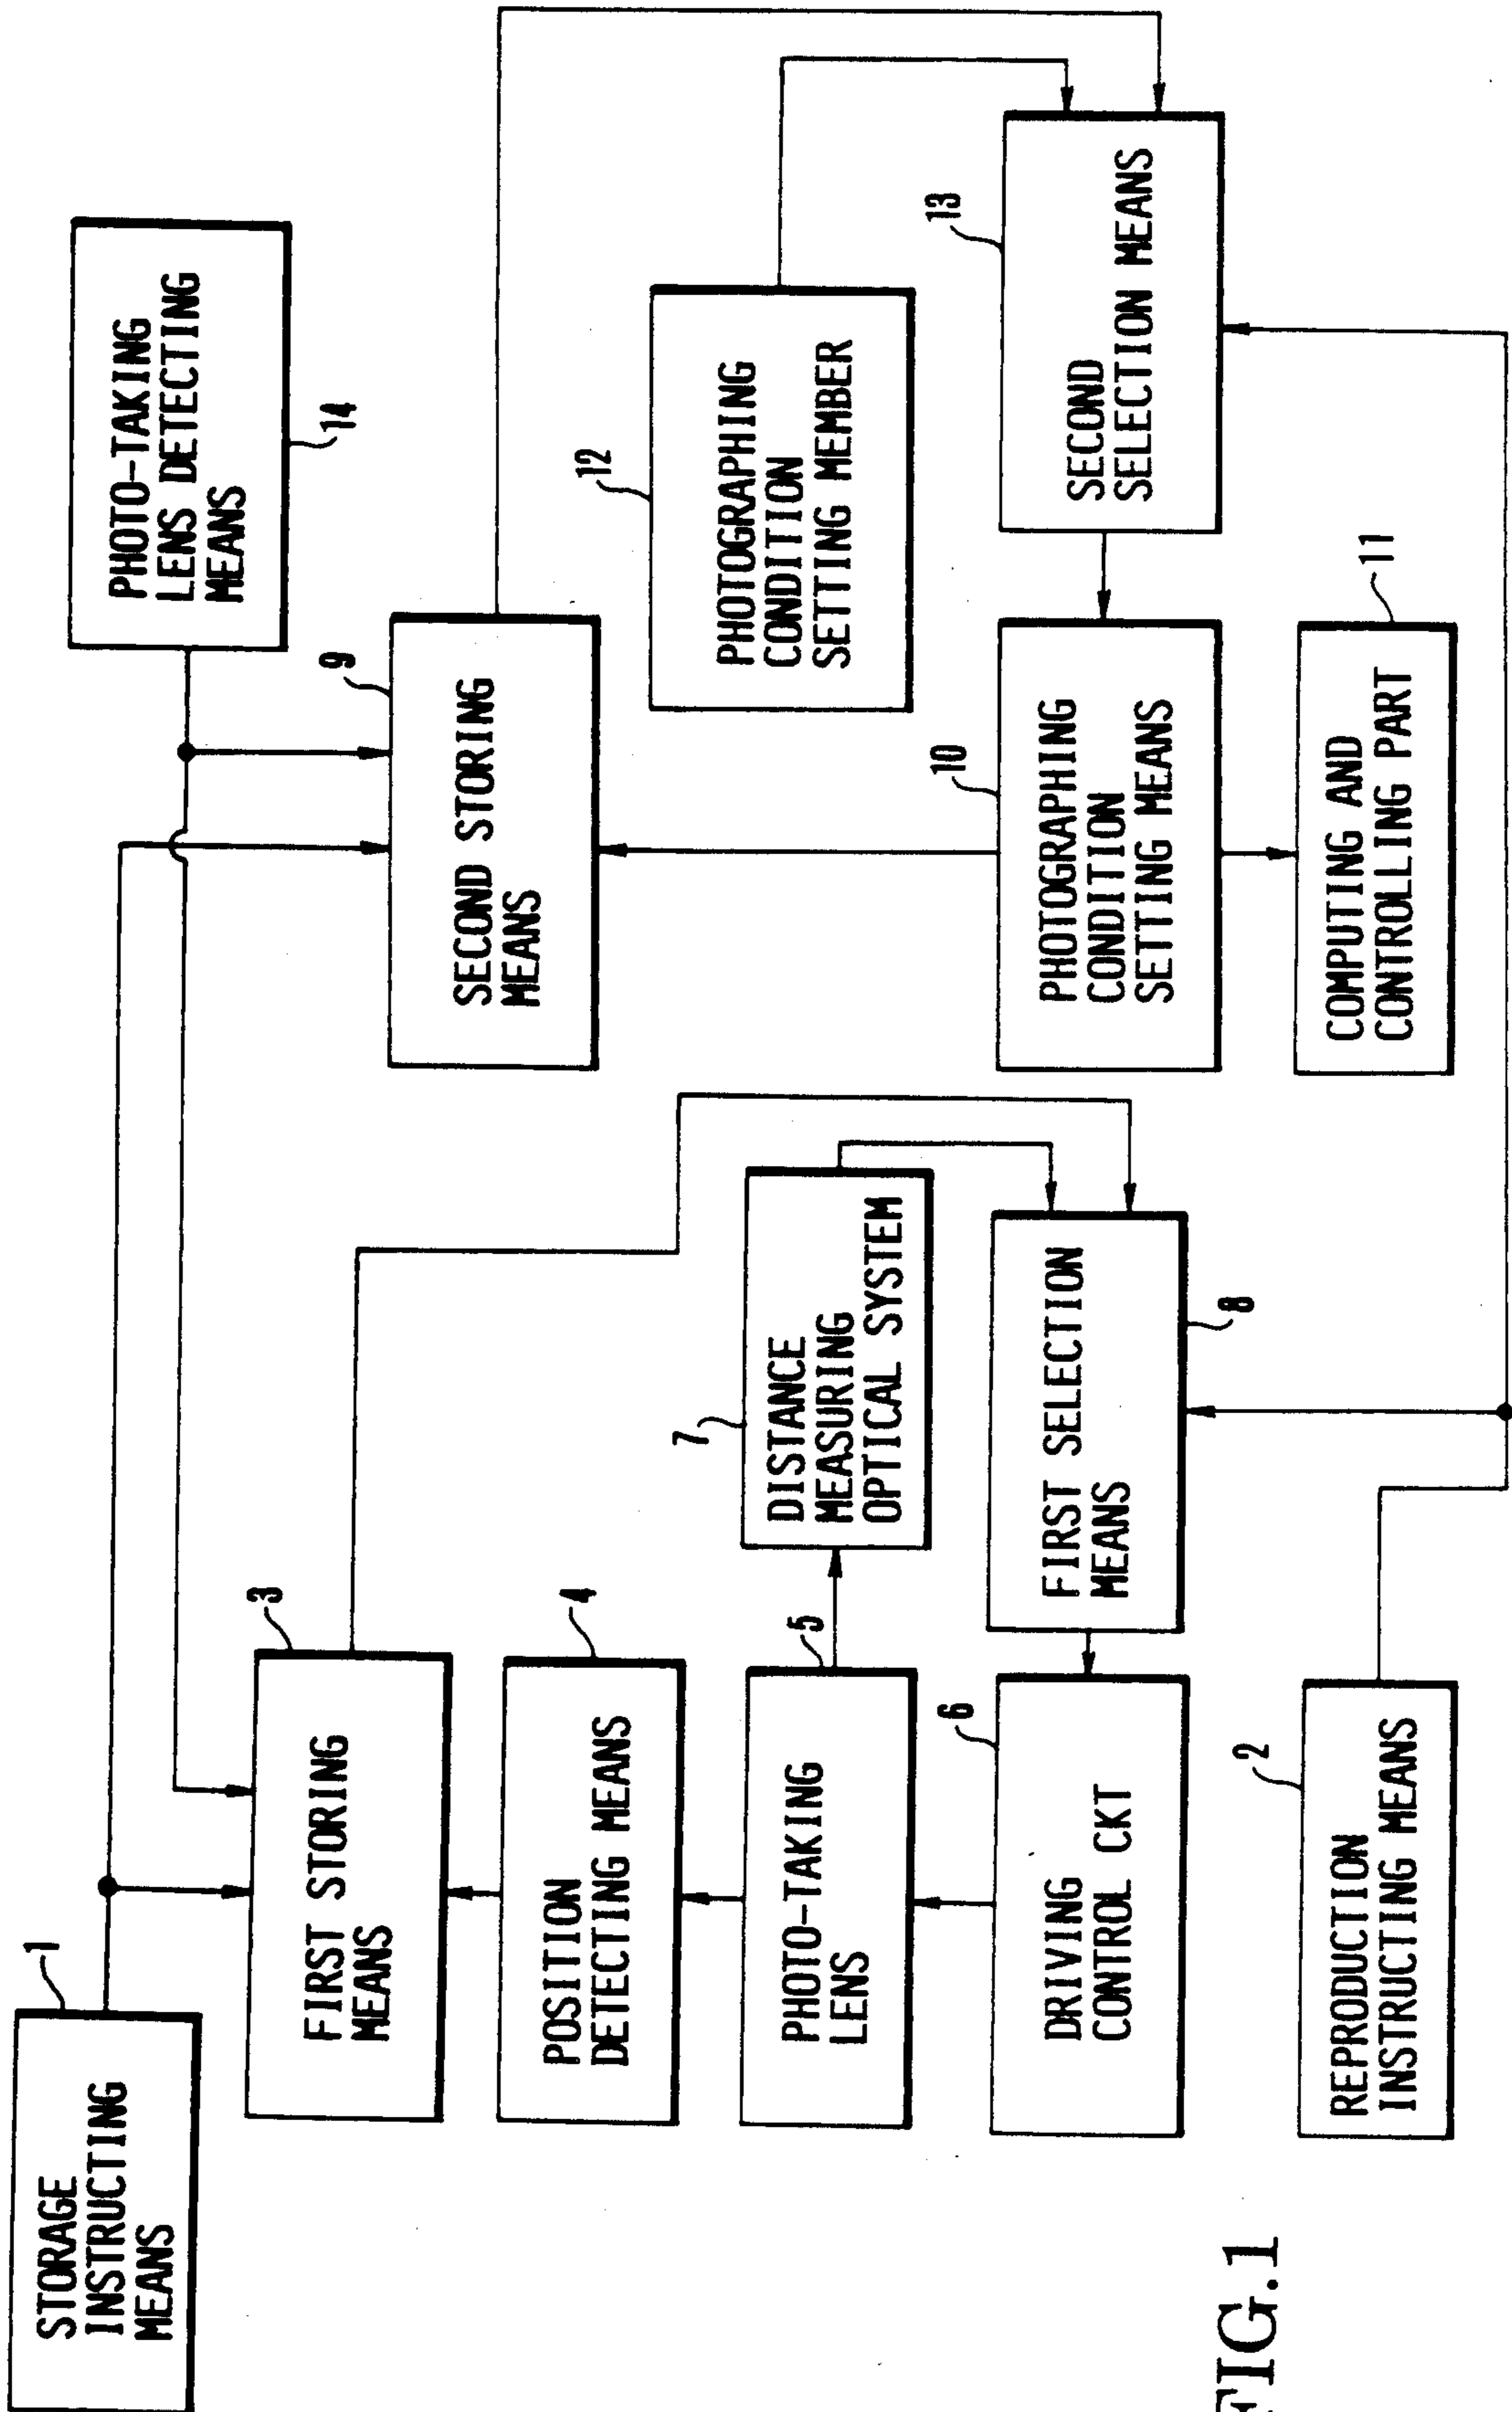 1
STORAGE
INSTRUCTING
MEANS
PHOTO-TAKING
LENS DETECTING
MEANS
14
3
FIRST STORING
MEANS
9
SECOND STORING
MEANS
4
POSITION
DETECTING MEANS
5
PHOTO-TAKING
LENS
7
DISTANCE
MEASURING
OPTICAL SYSTEM
12
PHOTOGRAPHING
CONDITION
SETTING MEMBER
6
DRIVING
CONTROL CKT
FIRST SELECTION
MEANS
8
10
PHOTOGRAPHING
CONDITION
SETTING MEANS
13
SECOND
SELECTION MEANS
2
REPRODUCTION
INSTRUCTING MEANS
11
COMPUTING AND
CONTROLLING PART
FIG.1